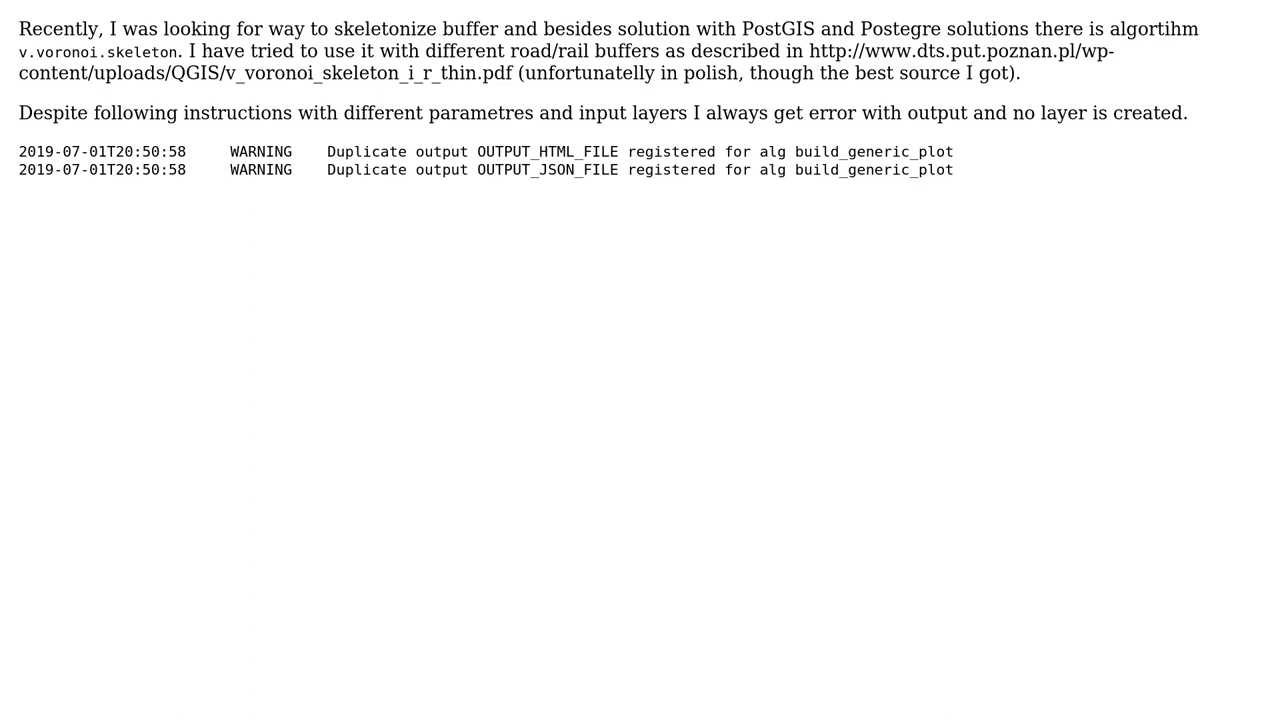 Recently, I was looking for way to skeletonize buffer and besides solution with PostGIS and Postegre solutions there is algortihm
v.voronoi.skeleton. I have tried to use it with different road/rail buffers as described in http://www.dts.put.poznan.pl/wp-
content/uploads/QGIS/v_voronoi_skeleton_i_r_thin.pdf (unfortunatelly in polish, though the best source I got).
Despite following instructions with different parametres and input layers I always get error with output and no layer is created.
2019-07-01T20:50:58     WARNING    Duplicate output OUTPUT_HTML_FILE registered for alg build_generic_plot
2019-07-01T20:50:58     WARNING    Duplicate output OUTPUT_JSON_FILE registered for alg build_generic_plot